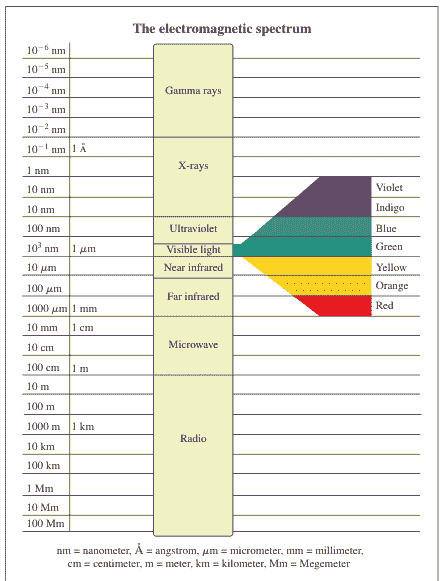 The electromagnetic spectrum
10⁻⁶ nm
10⁻⁵ nm
10⁻⁴ nm
Gamma rays
10⁻³ nm
10⁻² nm
10⁻¹ nm 1 Å
X-rays
1 nm
10 nm Violet
10 nm Indigo
100 nm Ultraviolet Blue
10³ nm 1 μm Visible light Green
10 μm Near infrared Yellow
100 μm Orange
Far infrared
1000 μm 1 mm Red
10 mm 1 cm
10 cm Microwave
100 cm 1 m
10 m
100 m
1000 m 1 km
Radio
10 km
100 km
1 Mm
10 Mm
100 Mm
nm = nanometer, Å = angstrom, μm = micrometer, mm = millimeter,
cm = centimeter, m = meter, km = kilometer, Mm = Megemeter